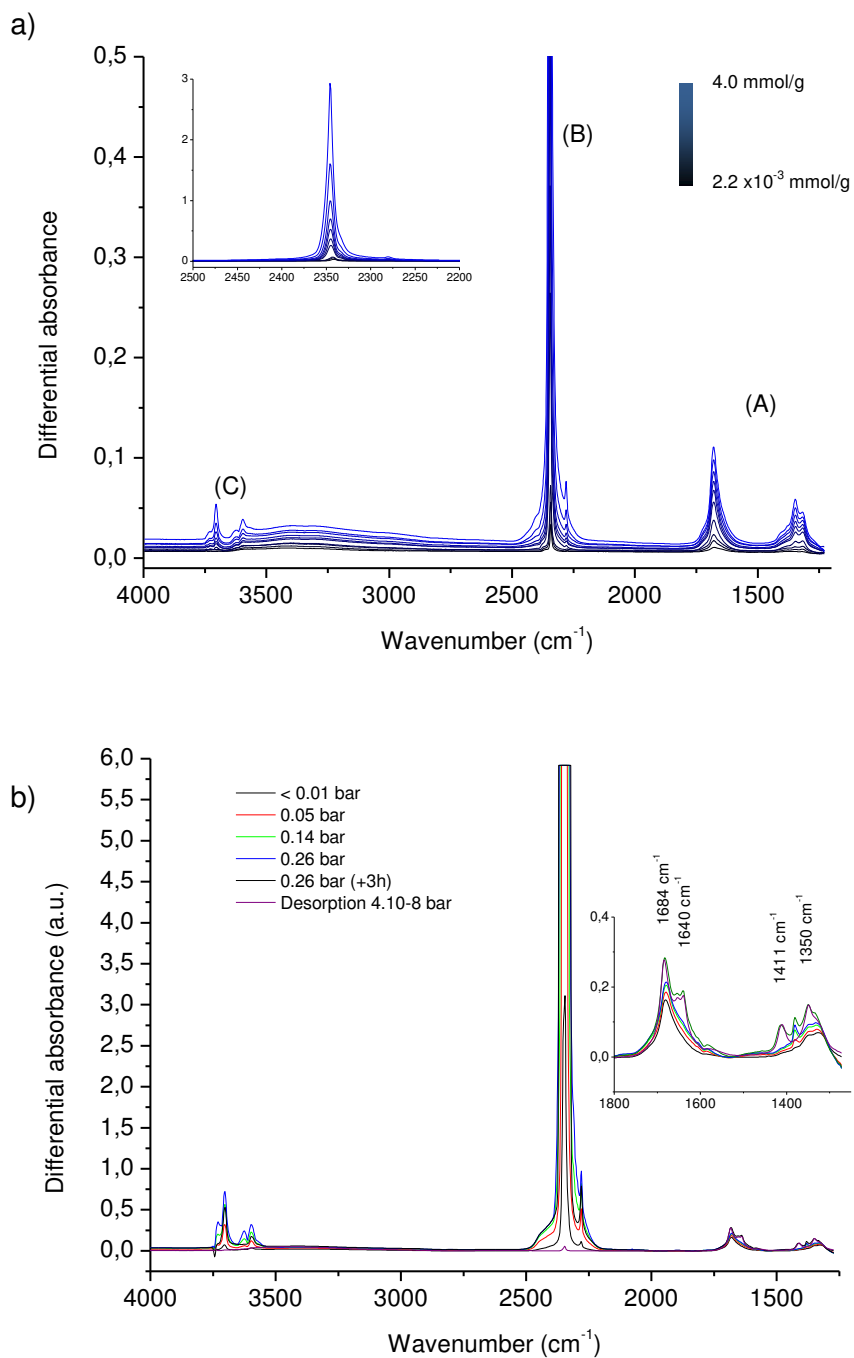 a)
0,5
0,4
0,3
0,2
0,1
0,0
Differential absorbance
3
2
1
0
2500 2450 2400 2350 2300 2250 2200
(B)
4.0 mmol/g
2.2 x10-3 mmol/g
(A)
(C)
4000 3500 3000 2500 2000 1500
Wavenumber (cm-1)
b)
6,0
5,5
5,0
4,5
4,0
3,5
3,0
2,5
2,0
1,5
1,0
0,5
0,0
Differential absorbance (a.u.)
< 0.01 bar
0.05 bar
0.14 bar
0.26 bar
0.26 bar (+3h)
Desorption 4.10-8 bar
1684 cm-1
1640 cm-1
1411 cm-1
1350 cm-1
0,4
0,2
0,0
1800 1600 1400
4000 3500 3000 2500 2000 1500
Wavenumber (cm-1)